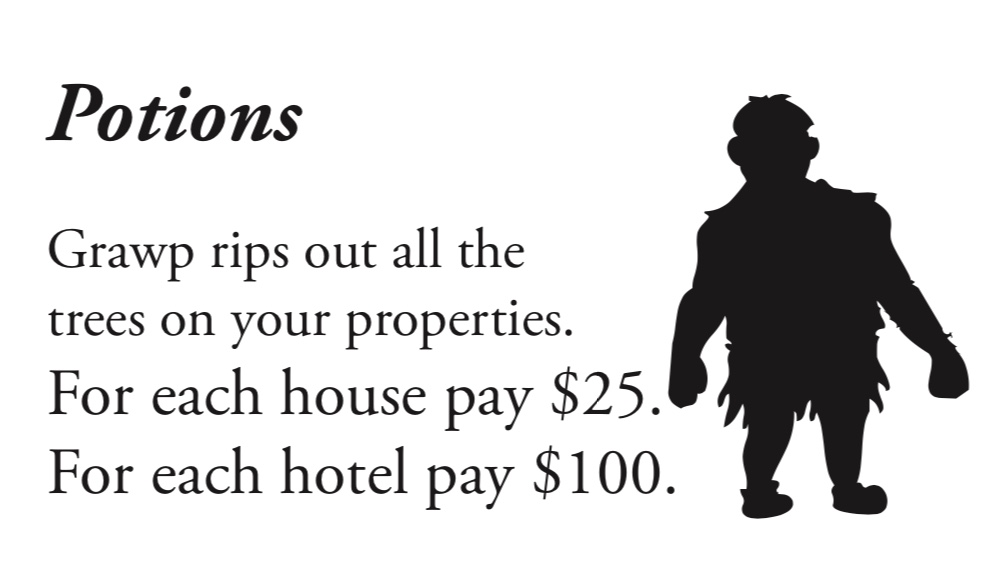 Potions
Grawp rips out all the
trees on your properties.
For each house pay $25.
For each hotel pay $100.